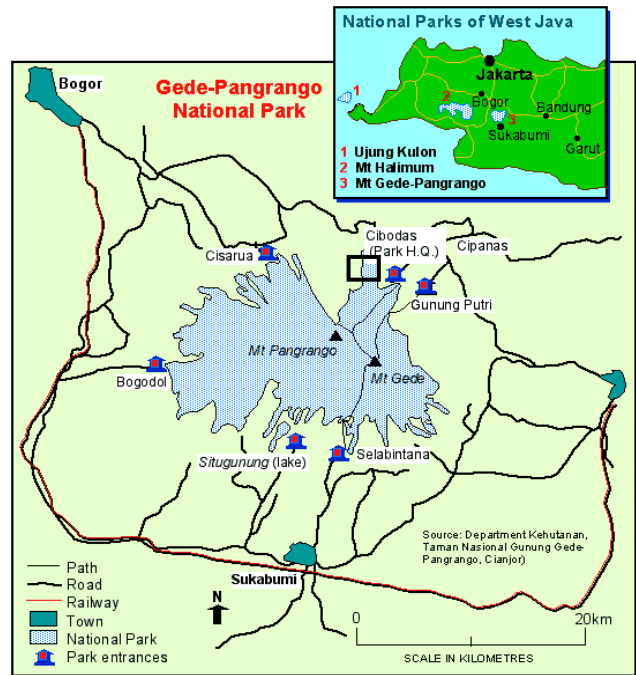 National Parks of West Java
Jakarta
1
2
Bogor
Bandung
3
Sukabumi
Garut
1 Ujung Kulon
2 Mt Halimum
3 Mt Gede-Pangrango
Bogor
Gede-Pangrango
National Park
Cibodas
(Park H.Q.)
Cipanas
Cisarua
Gunung Putri
Mt Pangrango
Mt Gede
Bogodol
Situgunung (lake)
Selabintana
Source: Department Kehutanan,
Taman Nasional Gunung Gede-
Pangrango, Cianjor)
Sukabumi
Path
Road
Railway
Town
National Park
Park entrances
N
0
20km
SCALE IN KILOMETRES